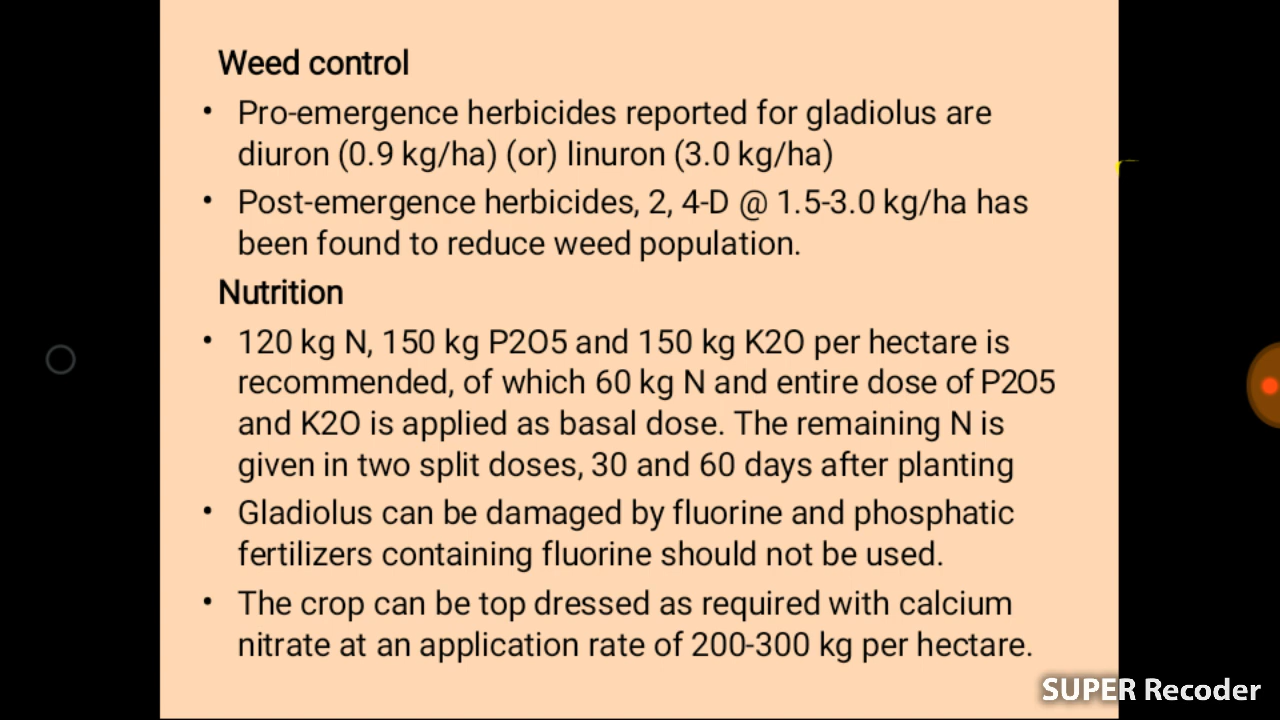 Weed control
• Pro-emergence herbicides reported for gladiolus are
diuron (0.9 kg/ha) (or) linuron (3.0 kg/ha)
• Post-emergence herbicides, 2, 4-D @ 1.5-3.0 kg/ha has
been found to reduce weed population.
Nutrition
• 120 kg N, 150 kg P2O5 and 150 kg K2O per hectare is
recommended, of which 60 kg N and entire dose of P2O5
and K2O is applied as basal dose. The remaining N is
given in two split doses, 30 and 60 days after planting
• Gladiolus can be damaged by fluorine and phosphatic
fertilizers containing fluorine should not be used.
• The crop can be top dressed as required with calcium
nitrate at an application rate of 200-300 kg per hectare.
SUPER Recoder